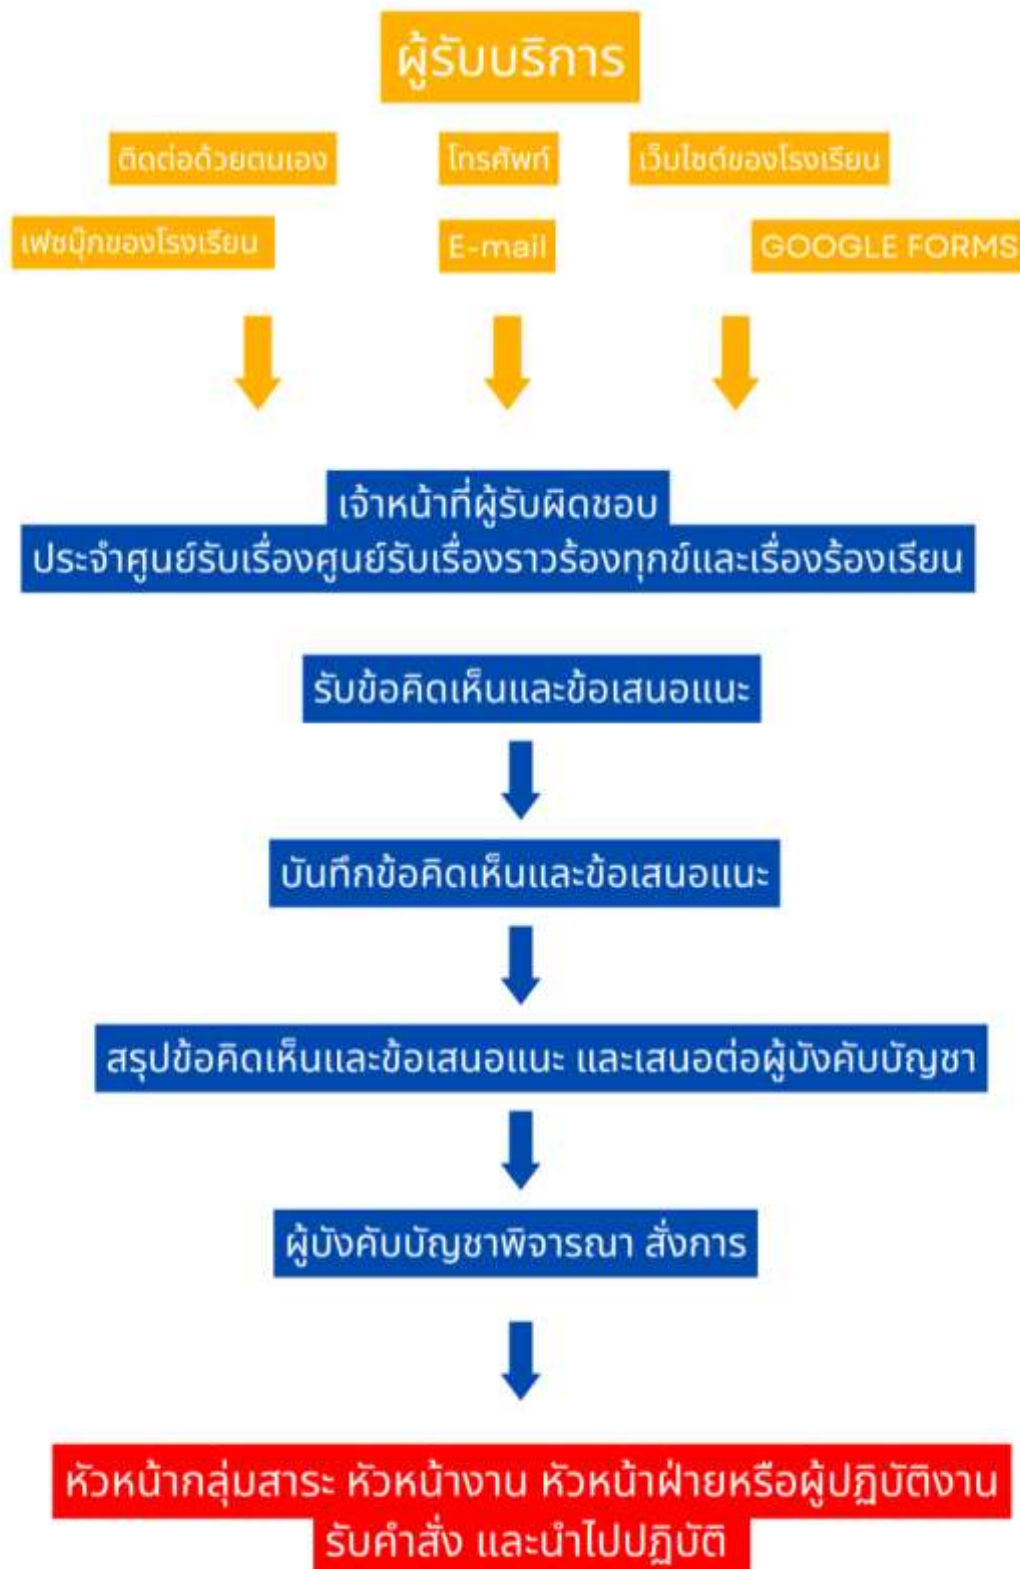 ผู้รับบริการ
ติดต่อด้วยตนเอง
โทรศัพท์
เว็บไซต์ของโรงเรียน
เฟซบุ๊กของโรงเรียน
E-mail
GOOGLE FORMS
เจ้าหน้าที่ผู้รับผิดชอบ
ประจำศูนย์รับเรื่องศูนย์รับเรื่องราวร้องทุกข์และเรื่องร้องเรียน
รับข้อคิดเห็นและข้อเสนอแนะ
บันทึกข้อคิดเห็นและข้อเสนอแนะ
สรุปข้อคิดเห็นและข้อเสนอแนะ และเสนอต่อผู้บังคับบัญชา
ผู้บังคับบัญชาพิจารณา สั่งการ
หัวหน้ากลุ่มสาระ หัวหน้างาน หัวหน้าฝ่ายหรือผู้ปฏิบัติงาน
รับคำสั่ง และนำไปปฏิบัติ